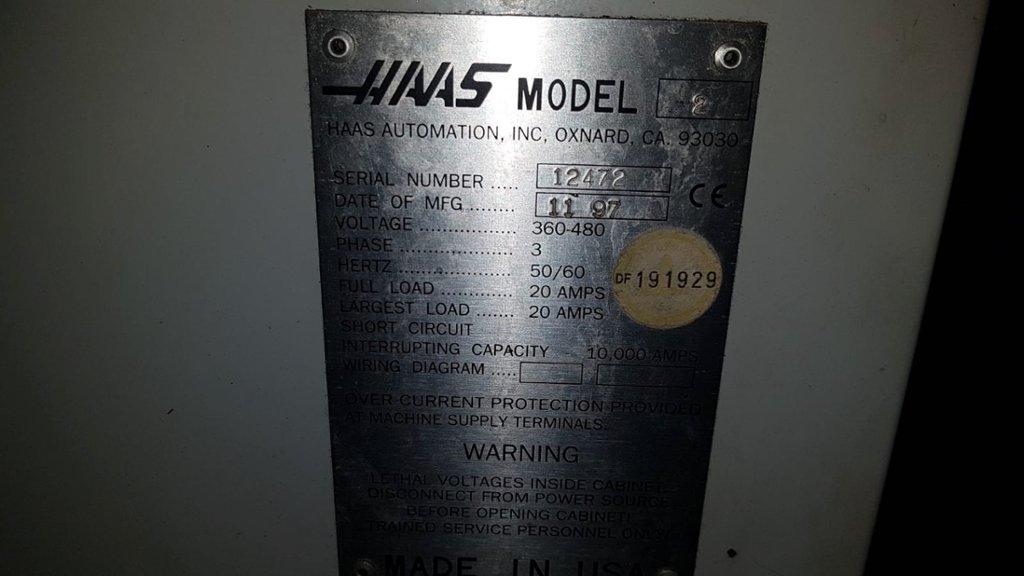 HAAS MODEL -2
HAAS AUTOMATION, INC, OXNARD, CA. 93030
SERIAL NUMBER ..... 12472
CE
DATE OF MFG ........ 11 97
VOLTAGE ................. 360-480
PHASE .................... 3
HERTZ .................... 50/60
FULL LOAD ............. 20 AMPS
DF 191929
LARGEST LOAD ....... 20 AMPS
SHORT CIRCUIT
INTERRUPTING CAPACITY 10,000 AMPS
WIRING DIAGRAM .....
OVER-CURRENT PROTECTION PROVIDED
AT MACHINE SUPPLY TERMINALS.
WARNING
LETHAL VOLTAGES INSIDE CABINET
DISCONNECT FROM POWER SOURCE
BEFORE OPENING CABINET!
TRAINED SERVICE PERSONNEL ONLY
MADE IN USA